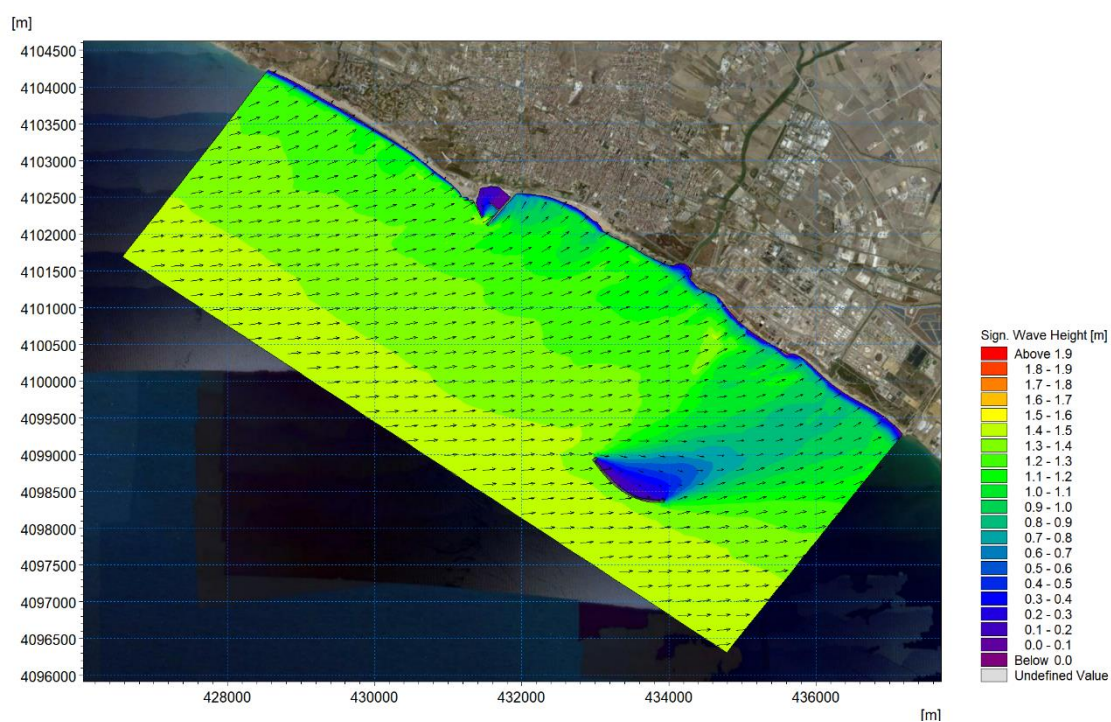 [m]
4104500
4104000
4103500
4103000
4102500
4102000
4101500
4101000
4100500
4100000
4099500
4099000
4098500
4098000
4097500
4097000
4096500
4096000
428000 430000 432000 434000 436000
[m]
Sign. Wave Height [m]
Above 1.9
1.8 - 1.9
1.7 - 1.8
1.6 - 1.7
1.5 - 1.6
1.4 - 1.5
1.3 - 1.4
1.2 - 1.3
1.1 - 1.2
1.0 - 1.1
0.9 - 1.0
0.8 - 0.9
0.7 - 0.8
0.6 - 0.7
0.5 - 0.6
0.4 - 0.5
0.3 - 0.4
0.2 - 0.3
0.1 - 0.2
0.0 - 0.1
Below 0.0
Undefined Value